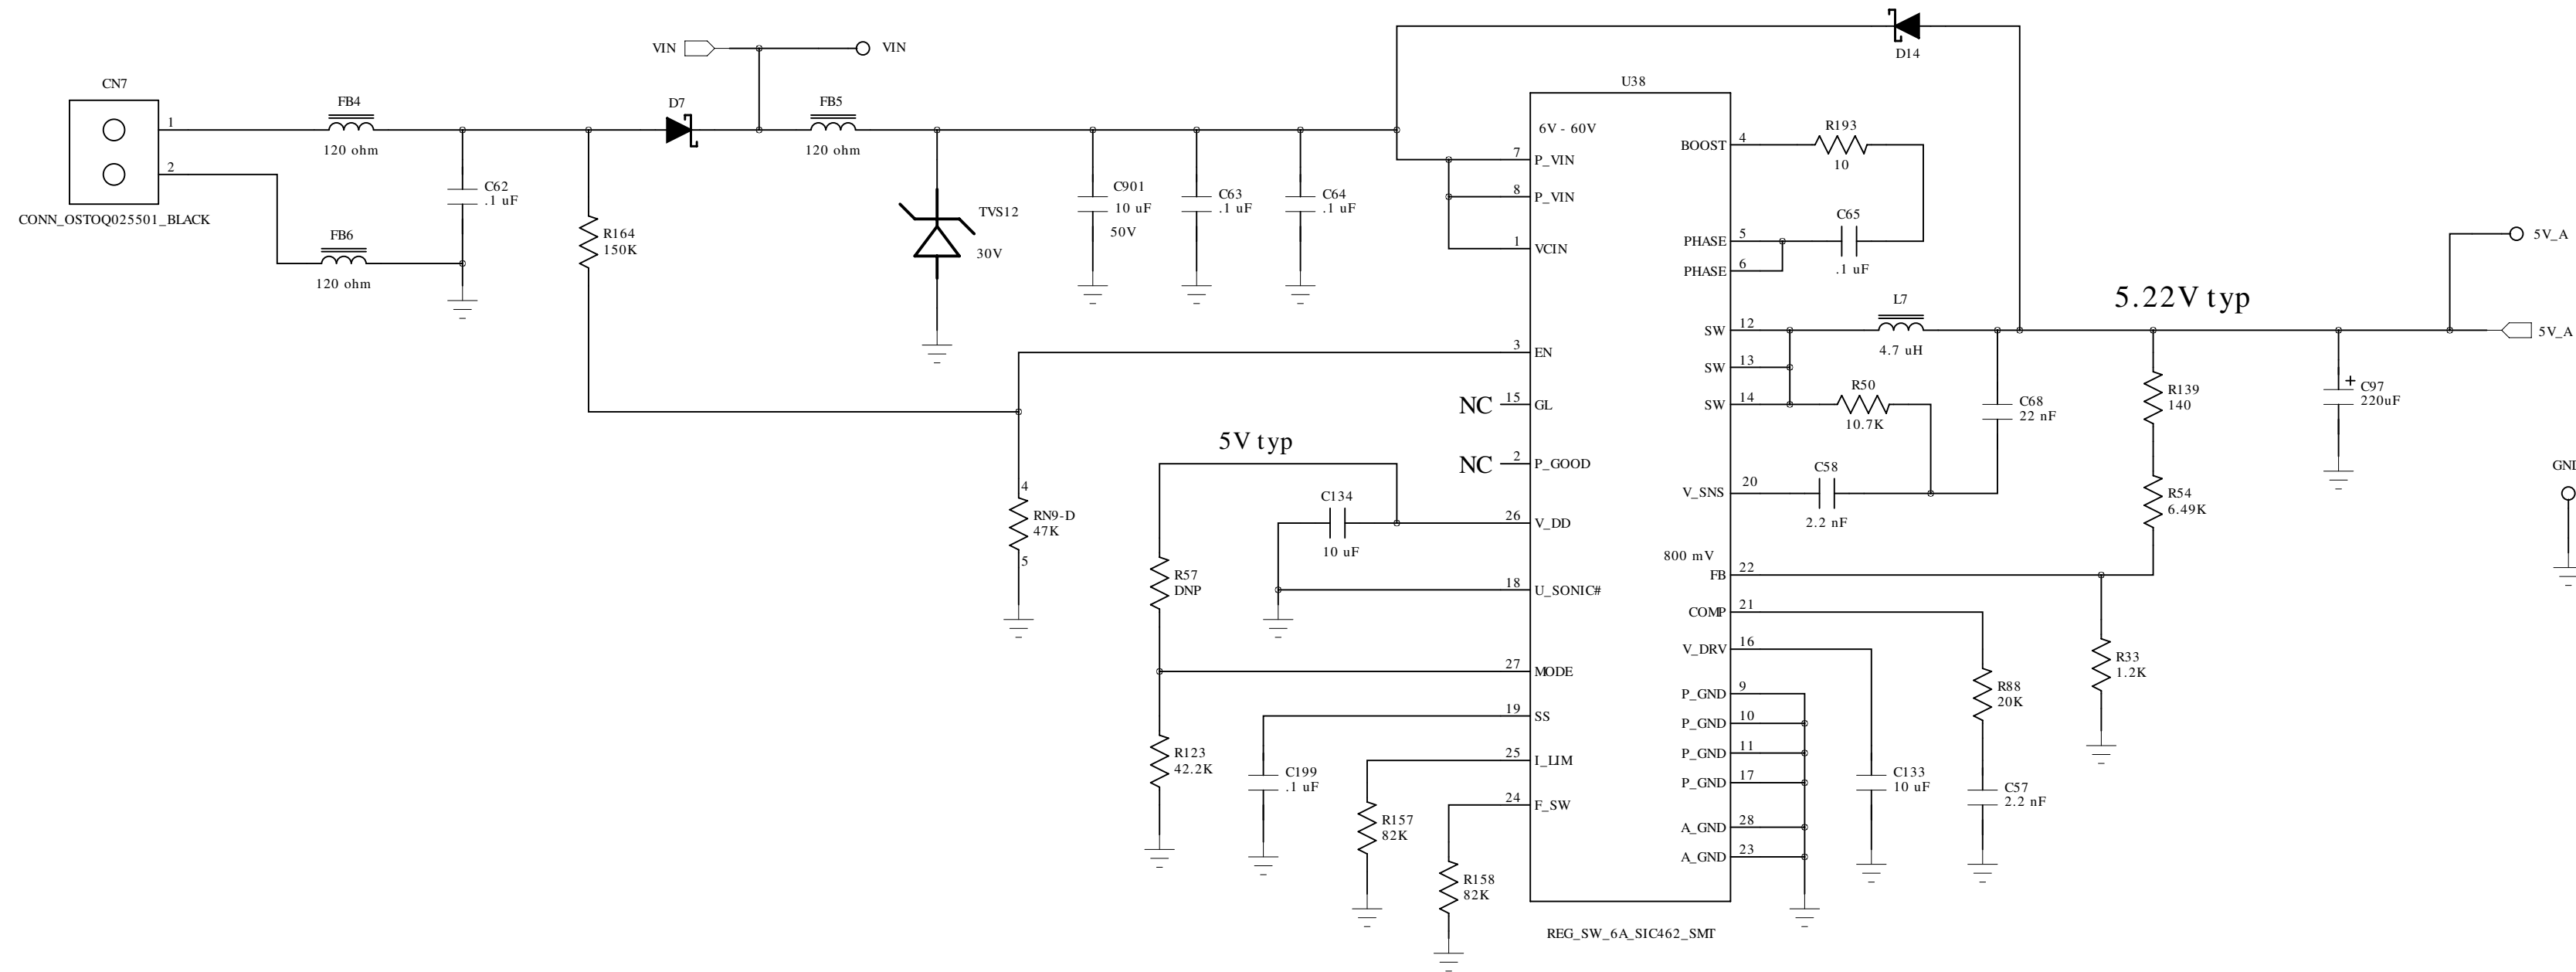 VIN
VIN
D14
CN7
1
2
CONN_OSTOQ025501_BLACK
FB4
120 ohm
FB6
120 ohm
C62
.1 uF
D7
FB5
120 ohm
R164
150K
TVS12
30V
C901
10 uF
50V
C63
.1 uF
C64
.1 uF
U38
6V - 60V
7 P_VIN
8 P_VIN
1 VCIN
3 EN
NC 15 GL
NC 2 P_GOOD
5V typ
C134
10 uF
26 V_DD
18 U_SONIC#
27 MODE
19 SS
25 I_LIM
24 F_SW
4
RN9-D
47K
5
R57
DNP
R123
42.2K
C199
.1 uF
R157
82K
R158
82K
BOOST 4
PHASE 5
PHASE 6
SW 12
SW 13
SW 14
V_SNS 20
800 mV
FB 22
COMP 21
V_DRV 16
P_GND 9
P_GND 10
P_GND 11
P_GND 17
A_GND 28
A_GND 23
REG_SW_6A_SIC462_SMT
R193
10
C65
.1 uF
L7
4.7 uH
R50
10.7K
C58
2.2 nF
C68
22 nF
5.22V typ
R139
140
R54
6.49K
R33
1.2K
R88
20K
C57
2.2 nF
C133
10 uF
+
C97
220uF
5V_A
5V_A